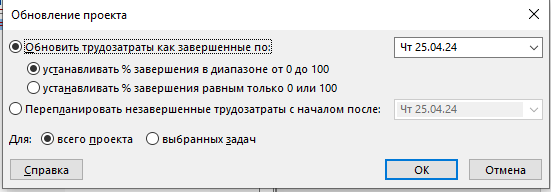 Обновление проекта
Обновить трудозатраты как завершенные по: Чт 25.04.24
устанавливать % завершения в диапазоне от 0 до 100
устанавливать % завершения равным только 0 или 100
Перепланировать незавершенные трудозатраты с началом после: Чт 25.04.24
Для: всего проекта выбранных задач
Справка ОК Отмена